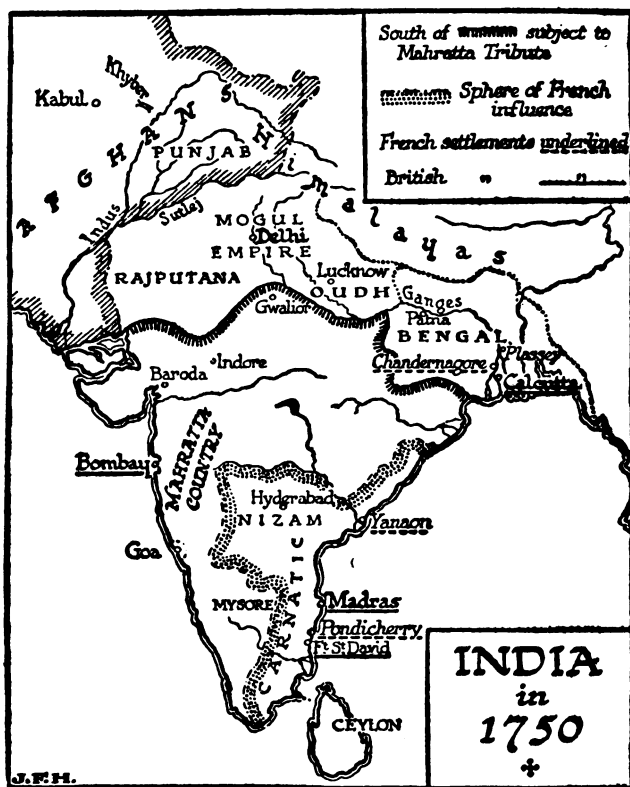 South of subject to
Mahratta Tribute
Sphere of French
influence
French settlements underlined
British " "
Kabul
Khyber
AFGHANS
PUNJAB
Himalayas
Indus
Sutlej
MOGUL
EMPIRE
Delhi
RAJPUTANA
Lucknow
OUDH
Ganges
Gwalior
Patna
BENGAL
Plassey
Chandernagore
Calcutta
Indore
Baroda
MAHRATTA
COUNTRY
Bombay
Hyderabad
NIZAM
Yanaon
Goa
CAIRNATIC
MYSORE
Madras
Pondicherry
Ft. St David
CEYLON
INDIA
in
1750
J.F.H.